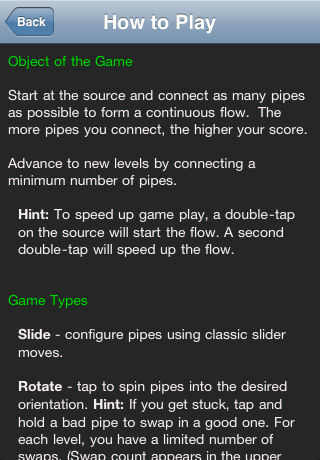 Back
How to Play
Object of the Game
Start at the source and connect as many pipes
as possible to form a continuous flow.  The
more pipes you connect, the higher your score.
Advance to new levels by connecting a
minimum number of pipes.
Hint: To speed up game play, a double-tap
on the source will start the flow. A second
double-tap will speed up the flow.
Game Types
Slide - configure pipes using classic slider
moves.
Rotate - tap to spin pipes into the desired
orientation. Hint: If you get stuck, tap and
hold a bad pipe to swap in a good one. For
each level, you have a limited number of
swaps. (Swap count appears in the upper